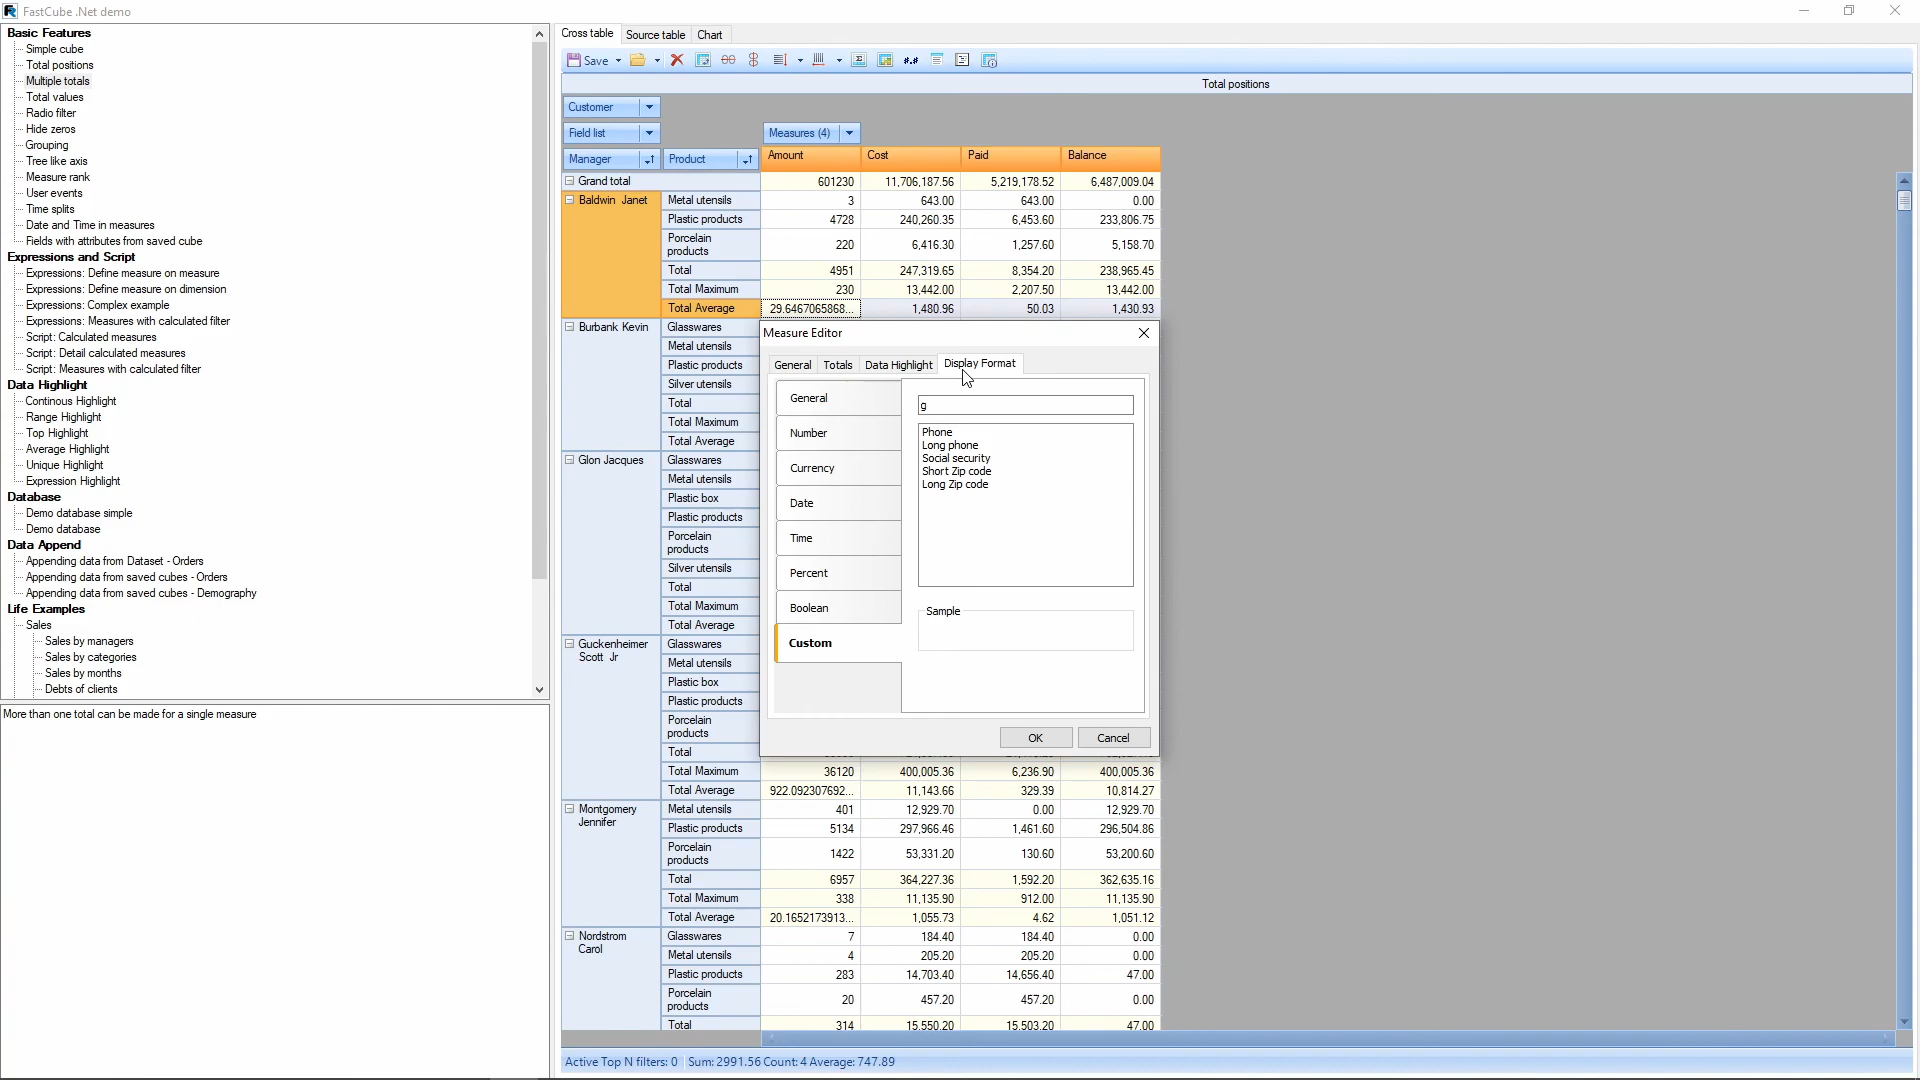 FastCube .Net demo
Basic Features
Simple cube
Total positions
Multiple totals
Total values
Radio filter
Hide zeros
Grouping
Tree like axis
Measure rank
User events
Time splits
Date and Time in measures
Fields with attributes from saved cube
Expressions and Script
Expressions: Define measure on measure
Expressions: Define measure on dimension
Expressions: Complex example
Expressions: Measures with calculated filter
Script: Calculated measures
Script: Detail calculated measures
Script: Measures with calculated filter
Data Highlight
Continous Highlight
Range Highlight
Top Highlight
Average Highlight
Unique Highlight
Expression Highlight
Database
Demo database simple
Demo database
Data Append
Appending data from Dataset - Orders
Appending data from saved cubes - Orders
Appending data from saved cubes - Demography
Life Examples
Sales
Sales by managers
Sales by categories
Sales by months
Debts of clients
More than one total can be made for a single measure
Cross table Source table Chart
Save
Total positions
Customer
Field list Measures (4)
Manager Product Amount Cost Paid Balance
Grand total 601230 11,706,187.56 5,219,178.52 6,487,009.04
Baldwin Janet Metal utensils 3 643.00 643.00 0.00
Plastic products 4728 240,260.35 6,453.60 233,806.75
Porcelain products 220 6,416.30 1,257.60 5,158.70
Total 4951 247,319.65 8,354.20 238,965.45
Total Maximum 230 13,442.00 2,207.50 13,442.00
Total Average 29.6467065868... 1,480.96 50.03 1,430.93
Burbank Kevin Glasswares
Metal utensils
Plastic products
Silver utensils
Total
Total Maximum
Total Average
Glon Jacques Glasswares
Metal utensils
Plastic box
Plastic products
Porcelain products
Silver utensils
Total
Total Maximum
Total Average
Guckenheimer Scott Jr Glasswares
Metal utensils
Plastic box
Plastic products
Porcelain products
Total
Total Maximum 36120 400,005.36 6,236.90 400,005.36
Total Average 922.092307692... 11,143.66 329.39 10,814.27
Montgomery Jennifer Metal utensils 401 12,929.70 0.00 12,929.70
Plastic products 5134 297,966.46 1,461.60 296,504.86
Porcelain products 1422 53,331.20 130.60 53,200.60
Total 6957 364,227.36 1,592.20 362,635.16
Total Maximum 338 11,135.90 912.00 11,135.90
Total Average 20.1652173913... 1,055.73 4.62 1,051.12
Nordstrom Carol Glasswares 7 184.40 184.40 0.00
Metal utensils 4 205.20 205.20 0.00
Plastic products 283 14,703.40 14,656.40 47.00
Porcelain products 20 457.20 457.20 0.00
Total 314 15,550.20 15,503.20 47.00
Measure Editor
General Totals Data Highlight Display Format
General
Number
Currency
Date
Time
Percent
Boolean
Custom
g
Phone
Long phone
Social security
Short Zip code
Long Zip code
Sample
OK Cancel
Active Top N filters: 0 Sum: 2991.56 Count: 4 Average: 747.89